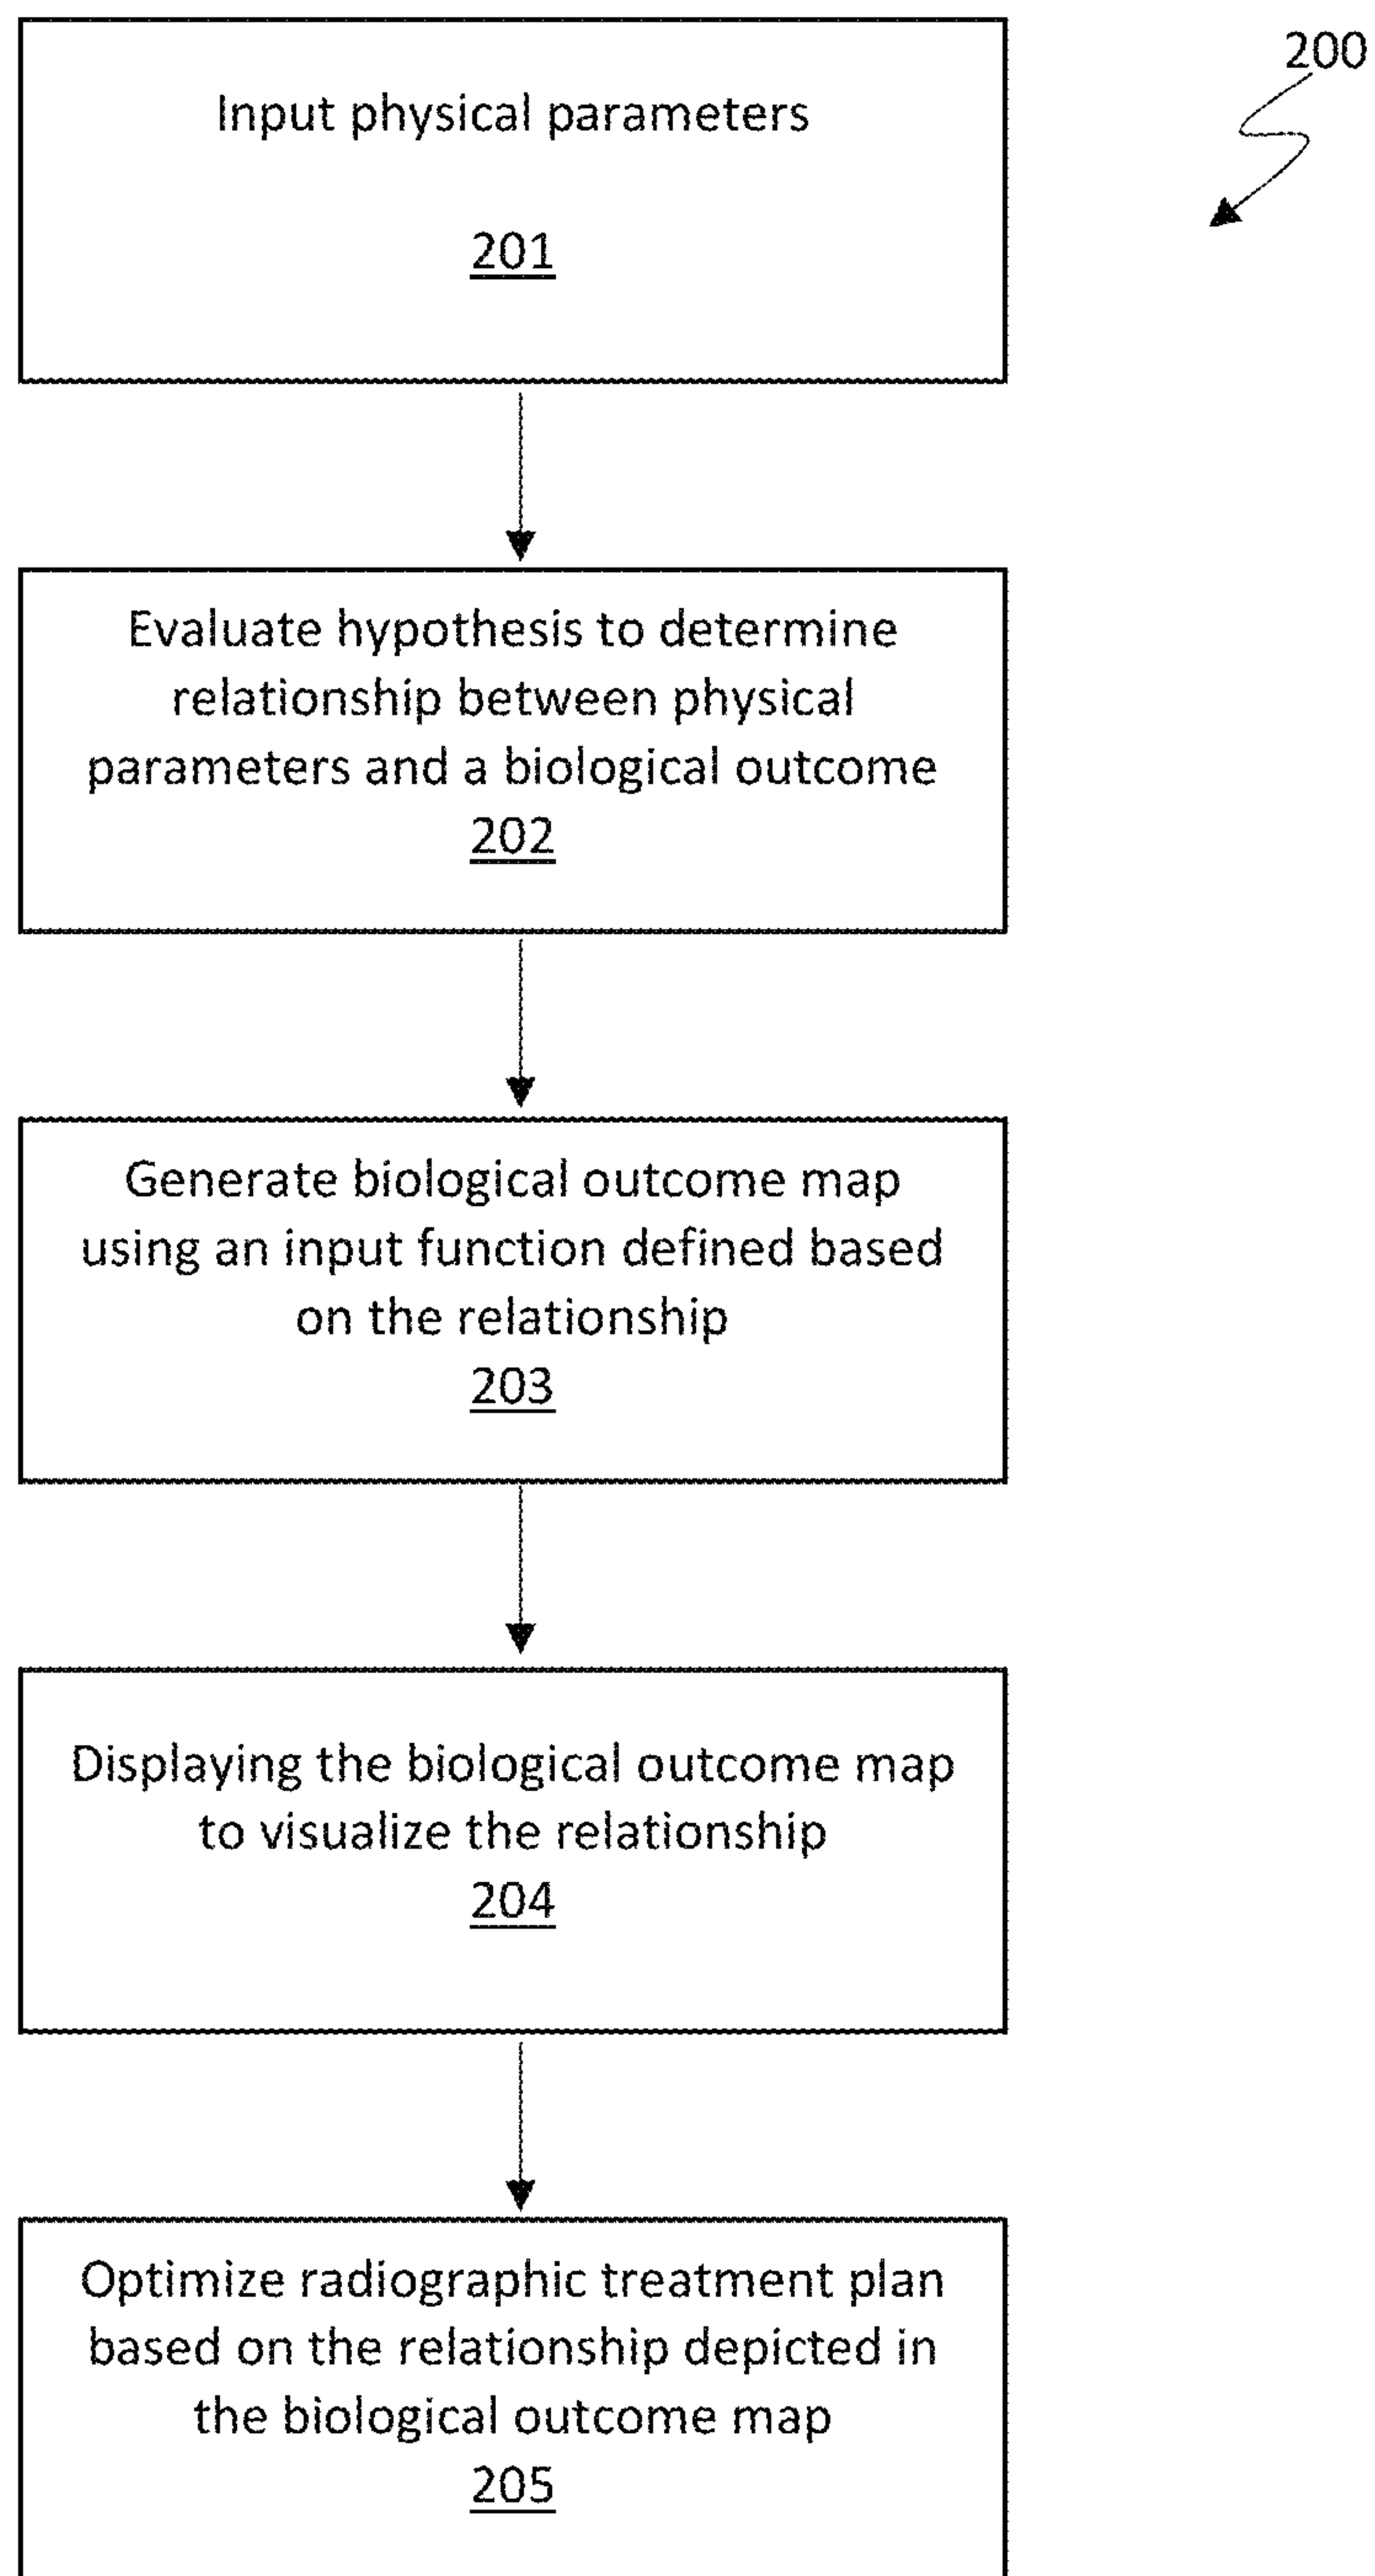 200
Input physical parameters
201
Evaluate hypothesis to determine
relationship between physical
parameters and a biological outcome
202
Generate biological outcome map
using an input function defined based
on the relationship
203
Displaying the biological outcome map
to visualize the relationship
204
Optimize radiographic treatment plan
based on the relationship depicted in
the biological outcome map
205